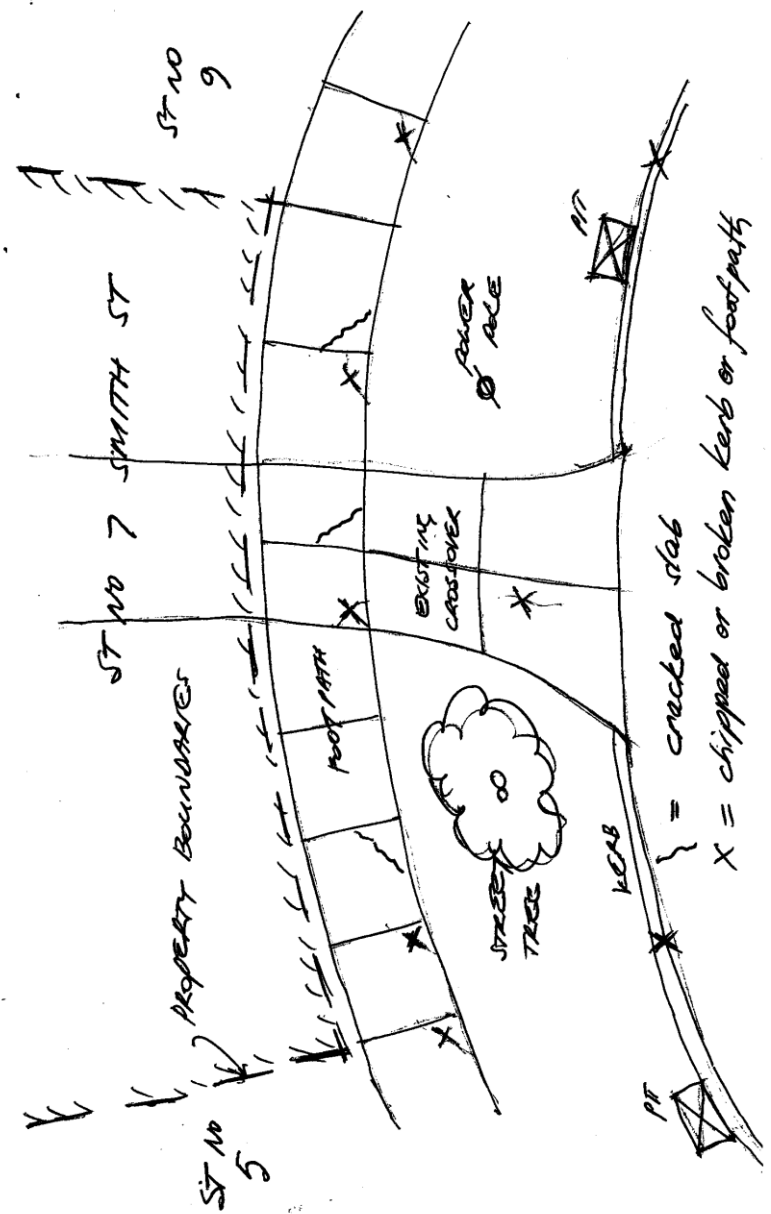 ST NO
5
PROPERTY BOUNDARIES
ST NO 7 SMITH ST
ST NO
9
FOOTPATH
EXISTING
CROSSOVER
STREET
TREE
POWER
POLE
KERB
PIT
PIT
} = cracked slab
X = chipped or broken kerb or footpath